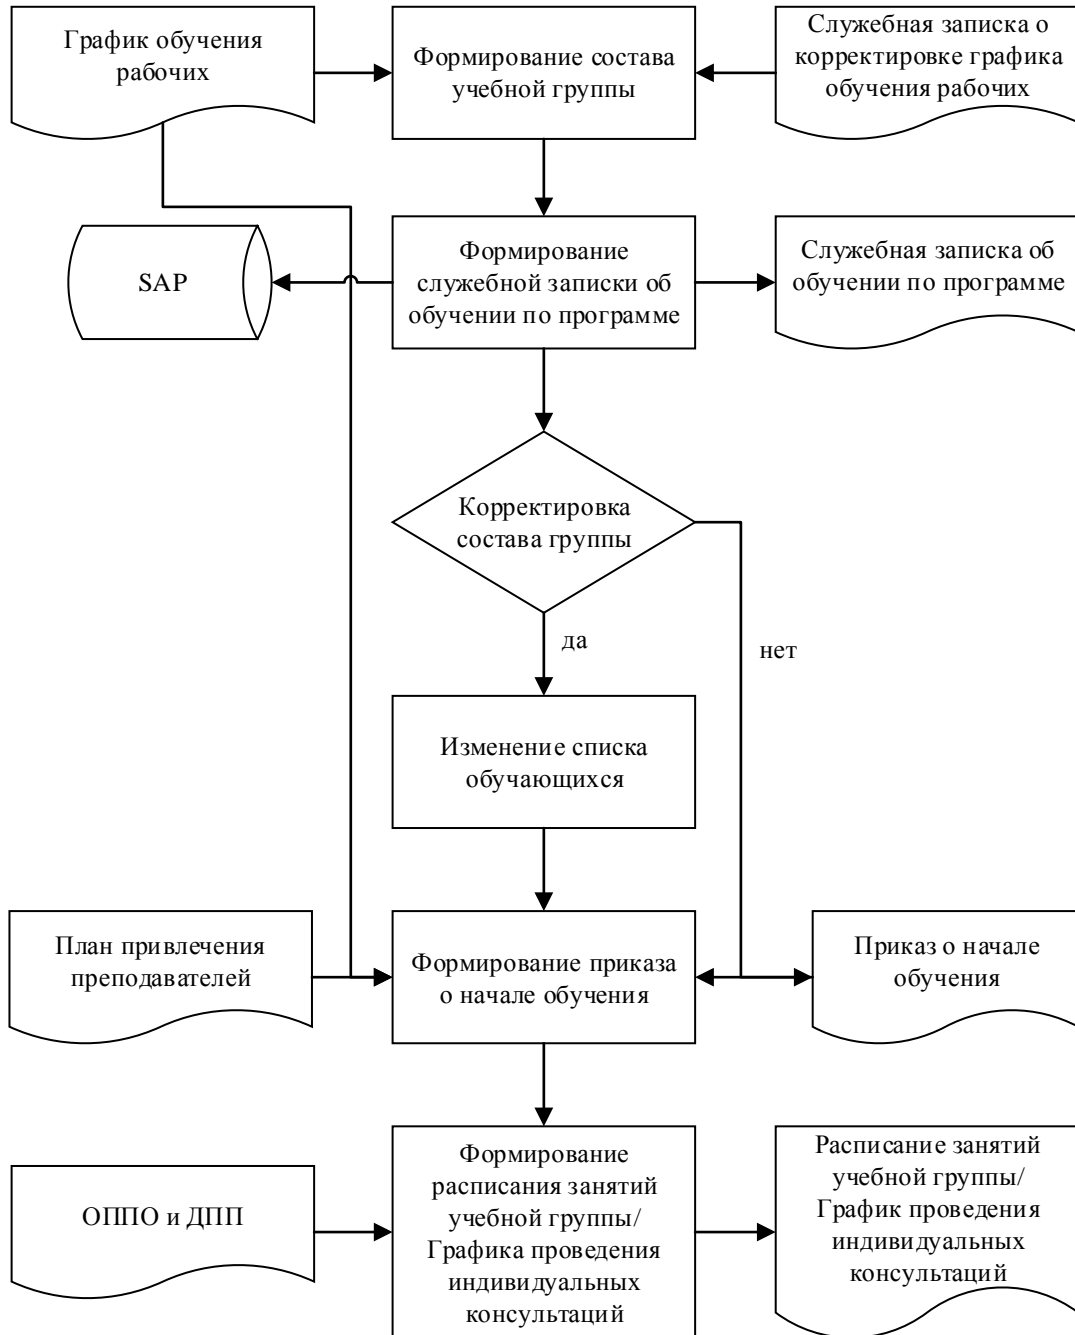 График обучения
рабочих
Формирование состава
учебной группы
Служебная записка о
корректировке графика
обучения рабочих
SAP
Формирование
служебной записки об
обучении по программе
Служебная записка об
обучении по программе
Корректировка
состава группы
да
нет
Изменение списка
обучающихся
План привлечения
преподавателей
Формирование приказа
о начале обучения
Приказ о начале
обучения
ОППО и ДПП
Формирование
расписания занятий
учебной группы/
Графика проведения
индивидуальных
консультаций
Расписание занятий
учебной группы/
График проведения
индивидуальных
консультаций